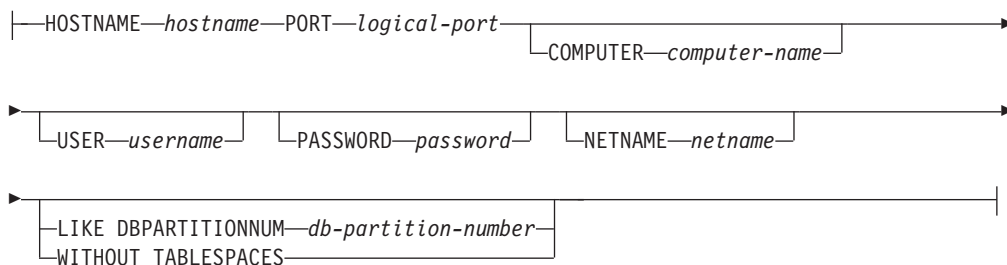 HOSTNAME hostname PORT logical-port
COMPUTER computer-name
USER username PASSWORD password NETNAME netname
LIKE DBPARTITIONNUM db-partition-number
WITHOUT TABLESPACES